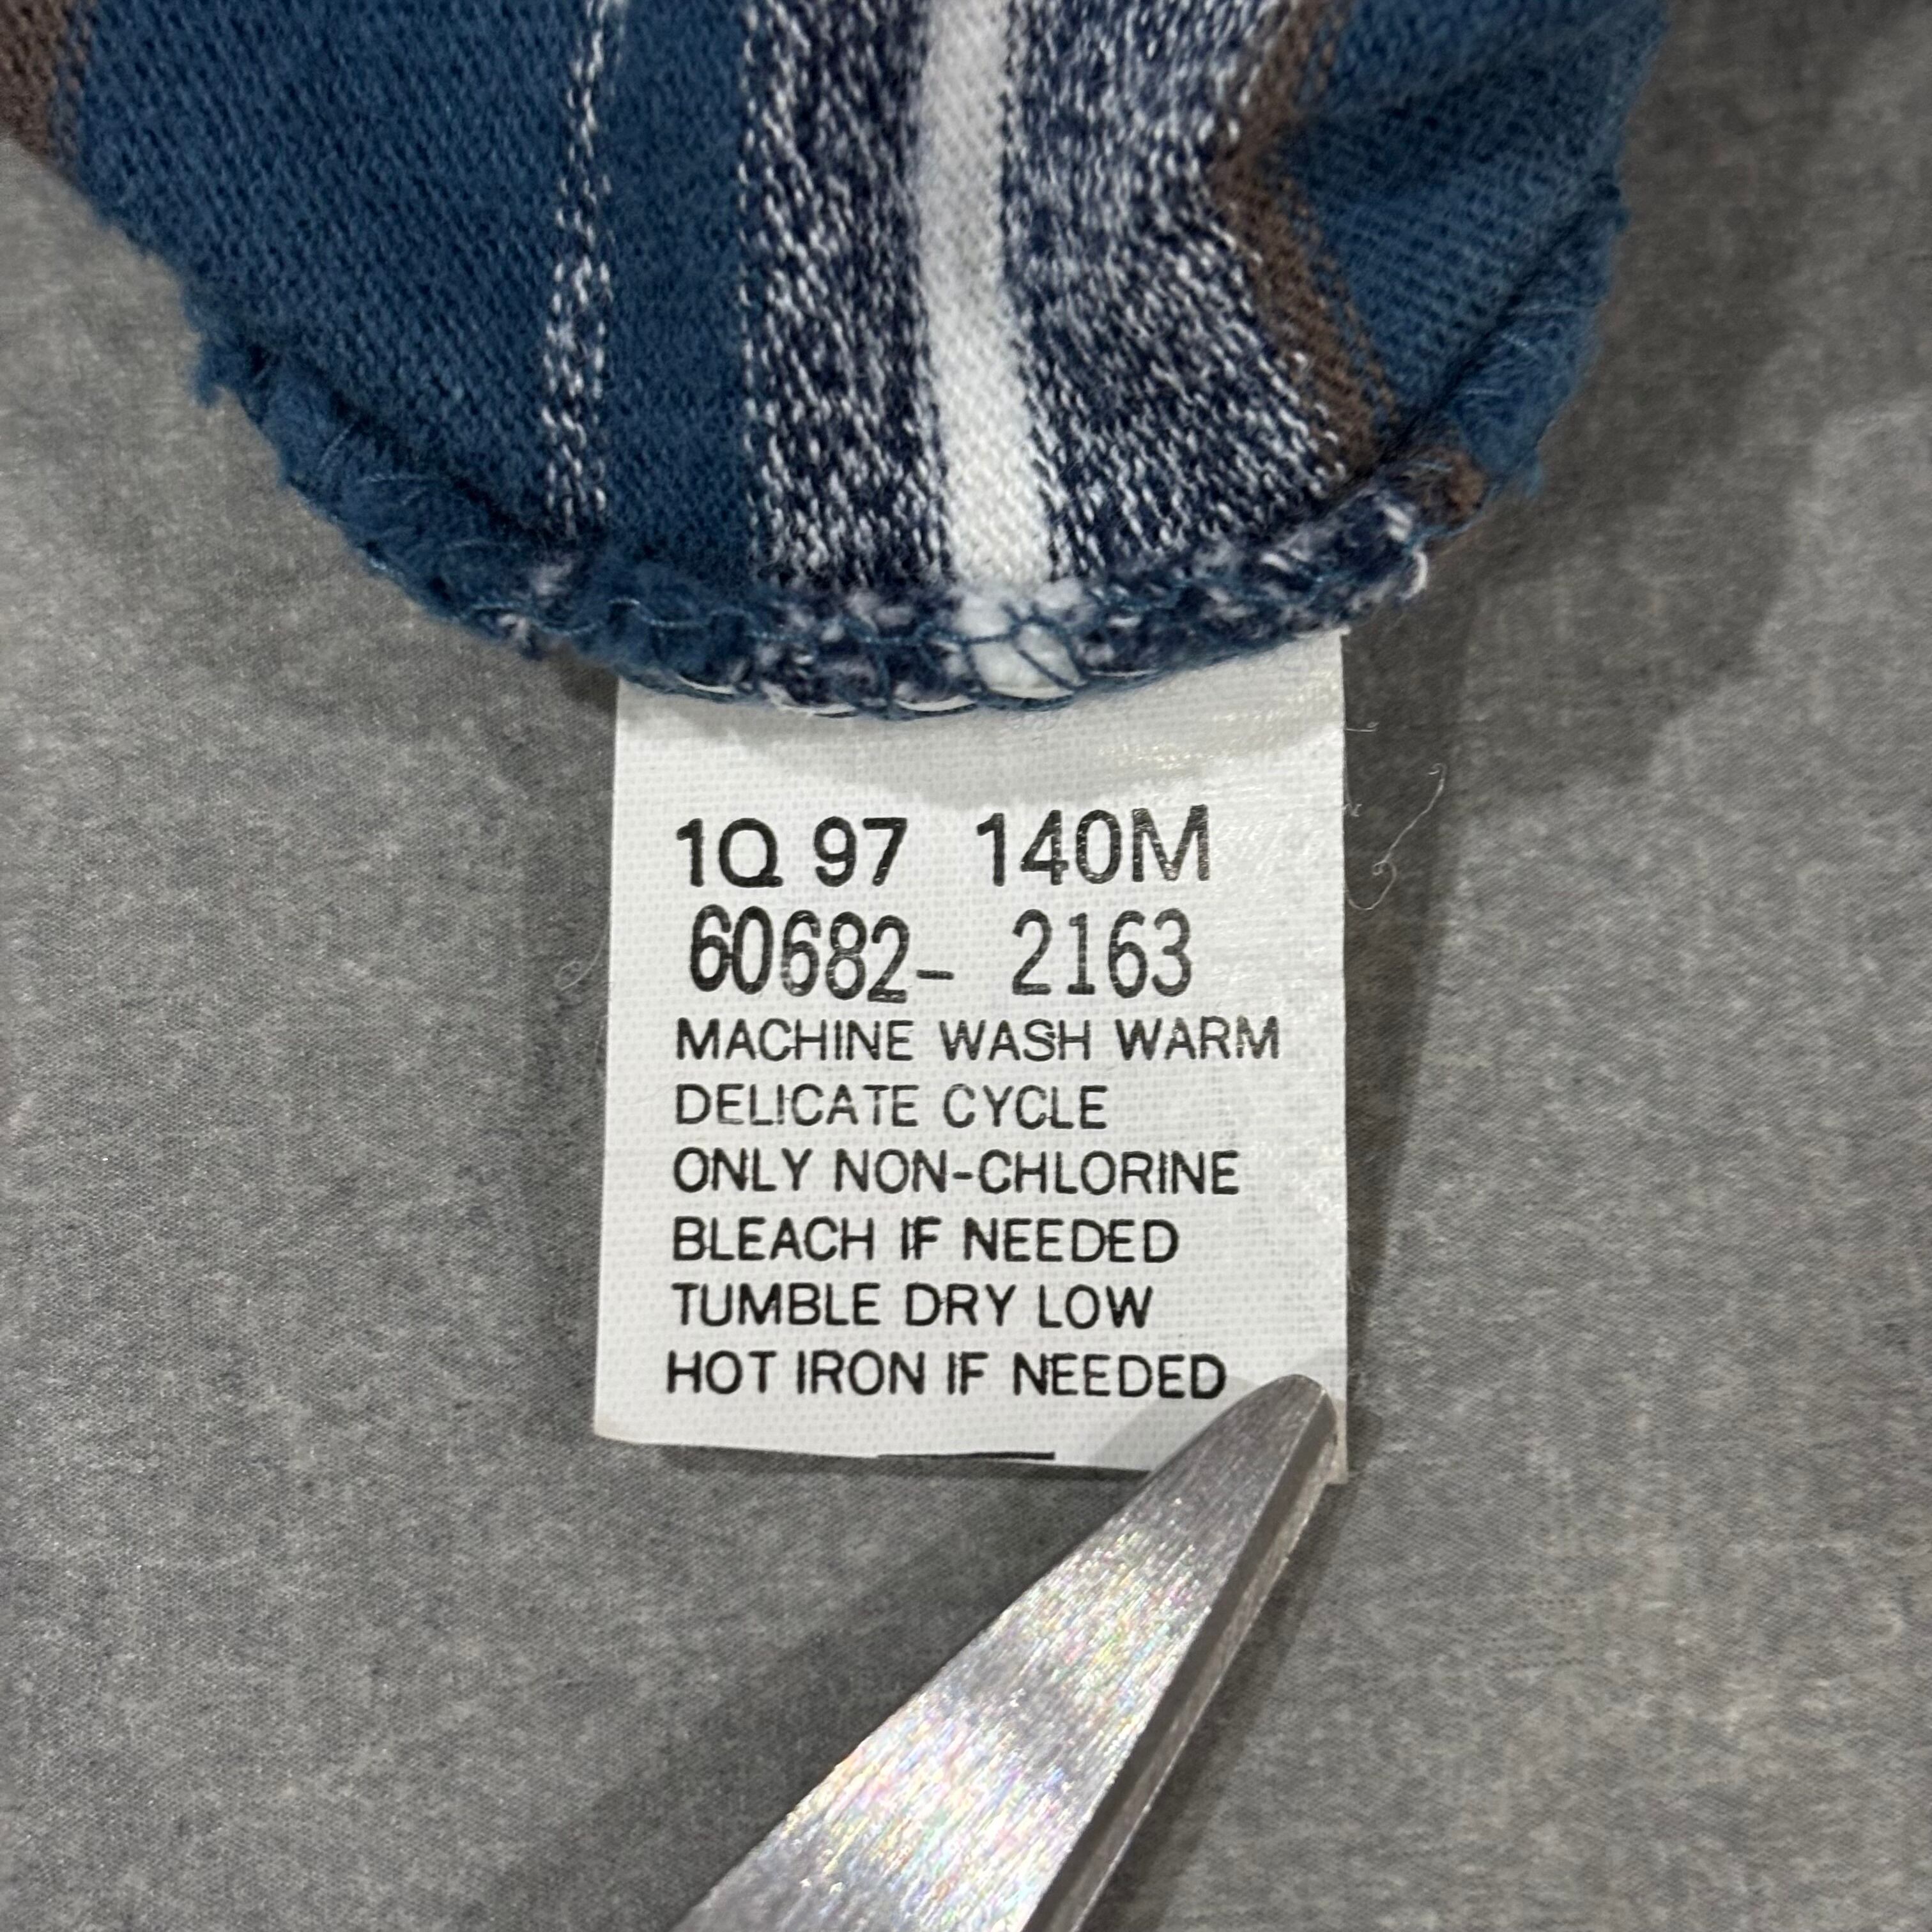 1Q 97 140M
60682- 2163
MACHINE WASH WARM
DELICATE CYCLE
ONLY NON-CHLORINE
BLEACH IF NEEDED
TUMBLE DRY LOW
HOT IRON IF NEEDED